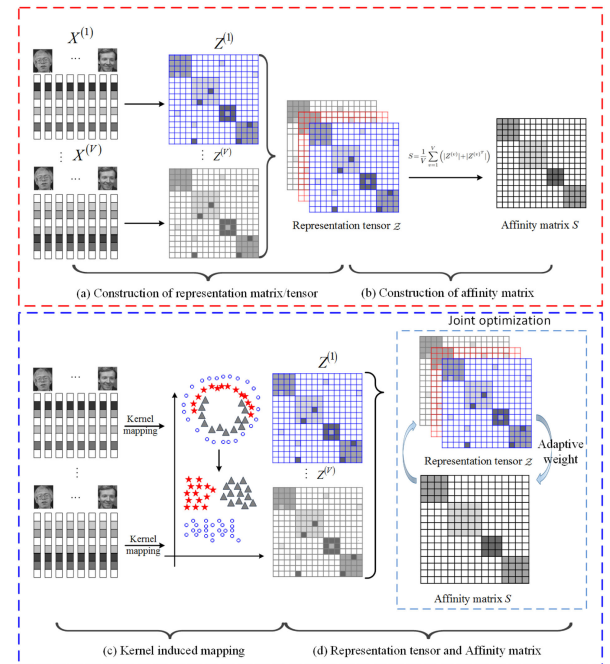 X^{(1)}
...
Z^{(1)}
⋮ X^{(V)}
...
⋮ Z^{(V)}
S=\frac{1}{V}\sum_{v=1}^{V}(|Z^{(v)}|+|Z^{(v)^T}|)
Representation tensor 𝒵
Affinity matrix S
(a) Construction of representation matrix/tensor
(b) Construction of affinity matrix
Joint optimization
Z^{(1)}
...
Kernel
mapping
⋮
⋮ Z^{(V)}
Adaptive
weight
Representation tensor 𝒵
...
Kernel
mapping
Affinity matrix S
(c) Kernel induced mapping
(d) Representation tensor and Affinity matrix